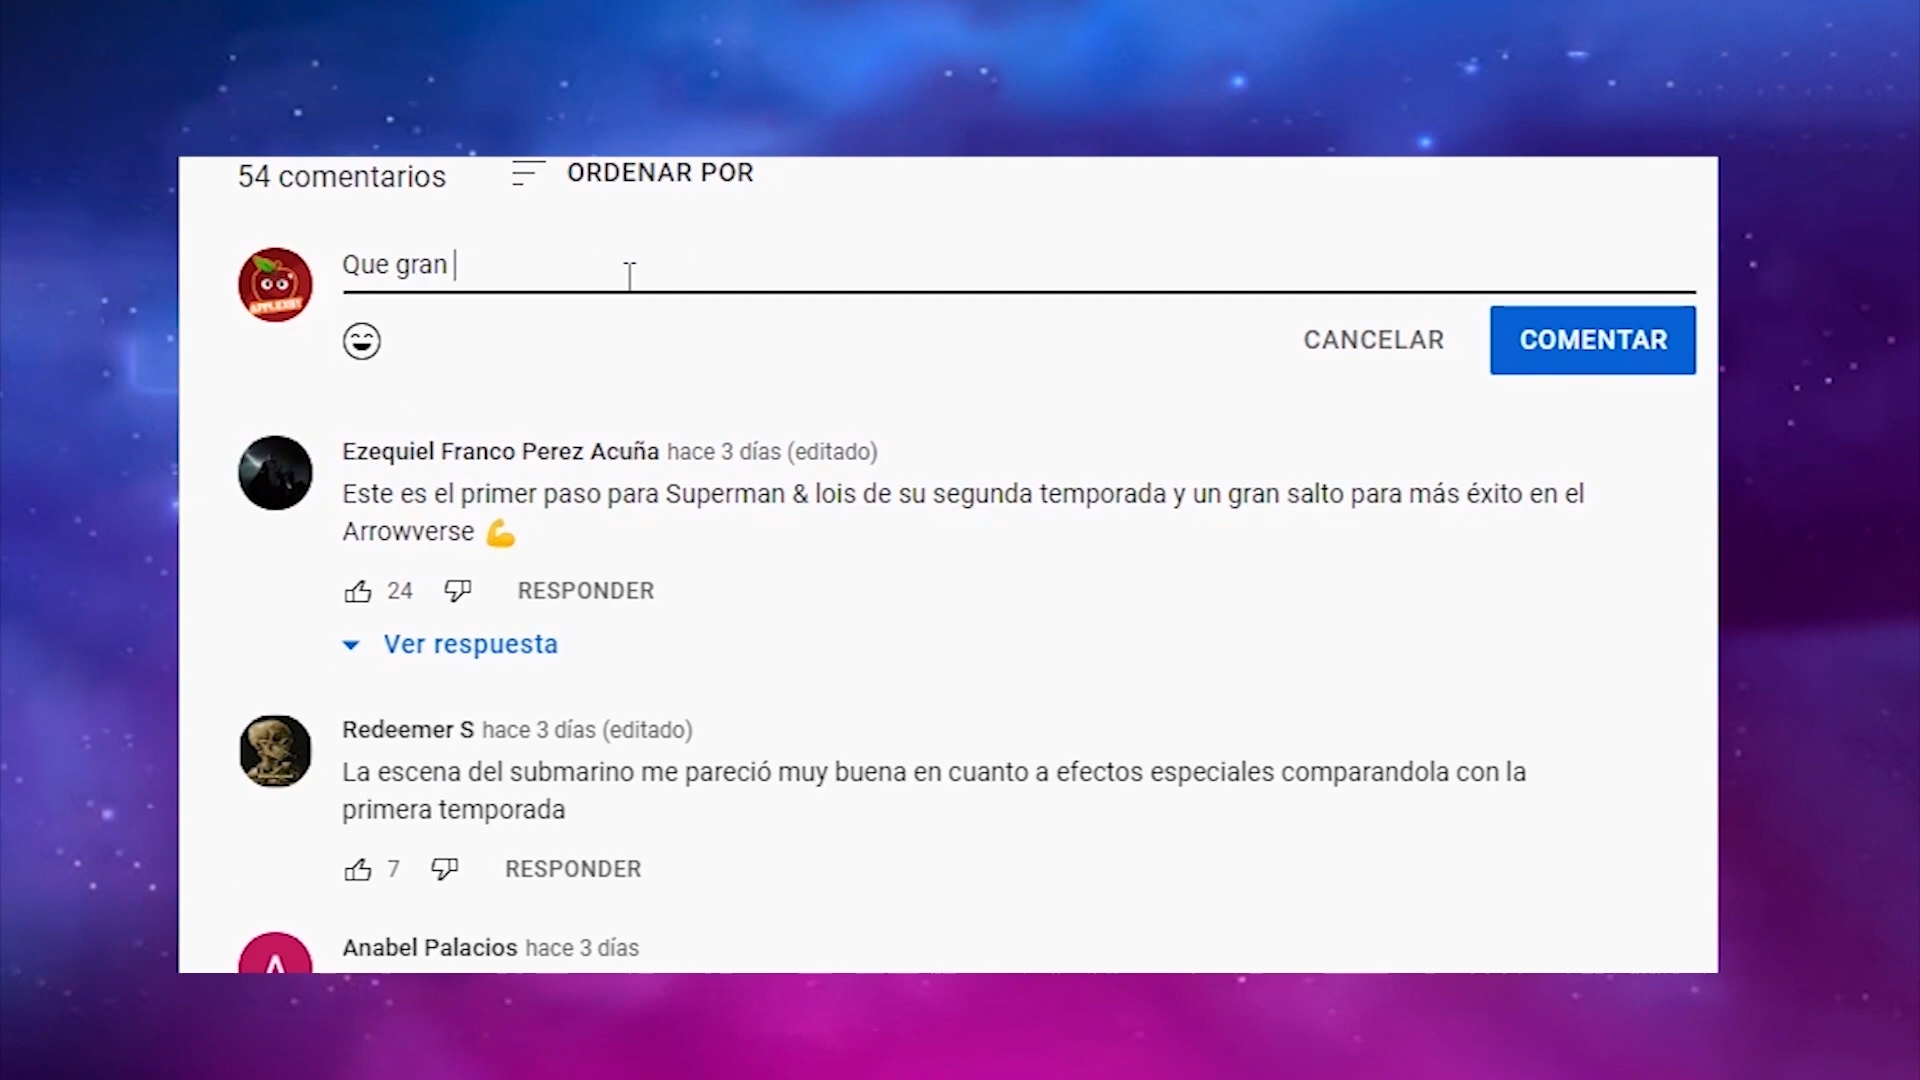 54 comentarios
ORDENAR POR
Que gran
CANCELAR
COMENTAR
Ezequiel Franco Perez Acuña hace 3 días (editado)
Este es el primer paso para Superman & lois de su segunda temporada y un gran salto para más éxito en el
Arrowverse 💪
24
RESPONDER
Ver respuesta
Redeemer S hace 3 días (editado)
La escena del submarino me pareció muy buena en cuanto a efectos especiales comparandola con la
primera temporada
7
RESPONDER
Anabel Palacios hace 3 días
A